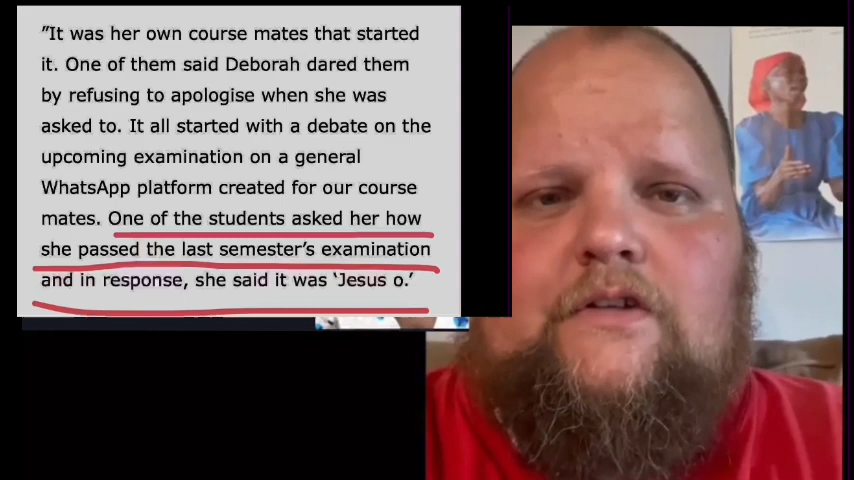 ”It was her own course mates that started
it. One of them said Deborah dared them
by refusing to apologise when she was
asked to. It all started with a debate on the
upcoming examination on a general
WhatsApp platform created for our course
mates. One of the students asked her how
she passed the last semester’s examination
and in response, she said it was ‘Jesus o.’